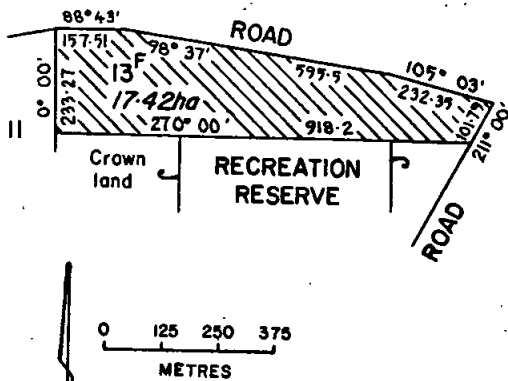 88° 43'
ROAD
157·51
98° 37'
595·5
105° 03'
0° 00'
233·27
13F
17·42ha
232·35
101·79
211° 00'
11
270° 00'
918·2
Crown
land
RECREATION
RESERVE
ROAD
0 125 250 375
METRES